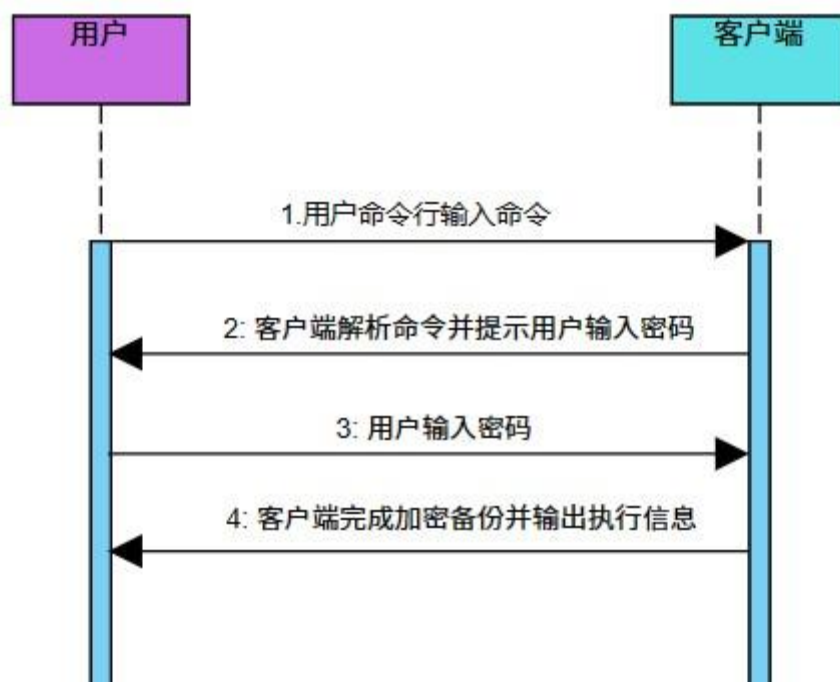 用户
客户端
1.用户命令行输入命令
2: 客户端解析命令并提示用户输入密码
3: 用户输入密码
4: 客户端完成加密备份并输出执行信息